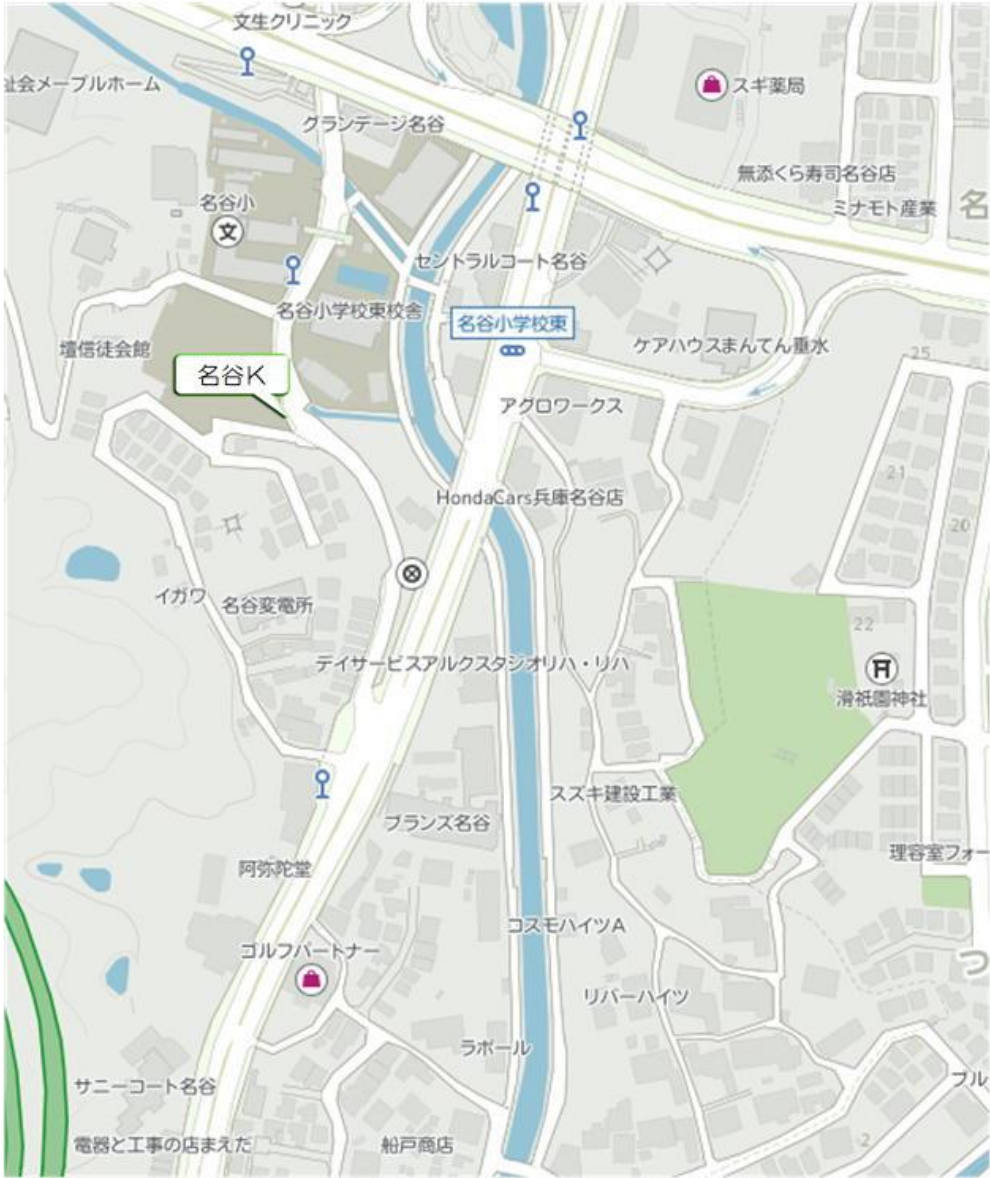 文生クリニック
祉会メープルホーム
スギ薬局
グランテージ名谷
無添くら寿司名谷店
名谷小
文
ミナモト産業
名
セントラルコート名谷
名谷小学校東校舎
名谷小学校東
壇信徒会館
ケアハウスまんてん垂水
25
名谷K
アグロワークス
21
HondaCars兵庫名谷店
20
イガワ
名谷変電所
22
デイサービスアルクスタジオリハ・リハ
滑祇園神社
スズキ建設工業
ブランズ名谷
理容室フォー
阿弥陀堂
コスモハイツA
ゴルフパートナー
つ
リバーハイツ
ラポール
サニーコート名谷
ブル
電器と工事の店まえだ
船戸商店
2